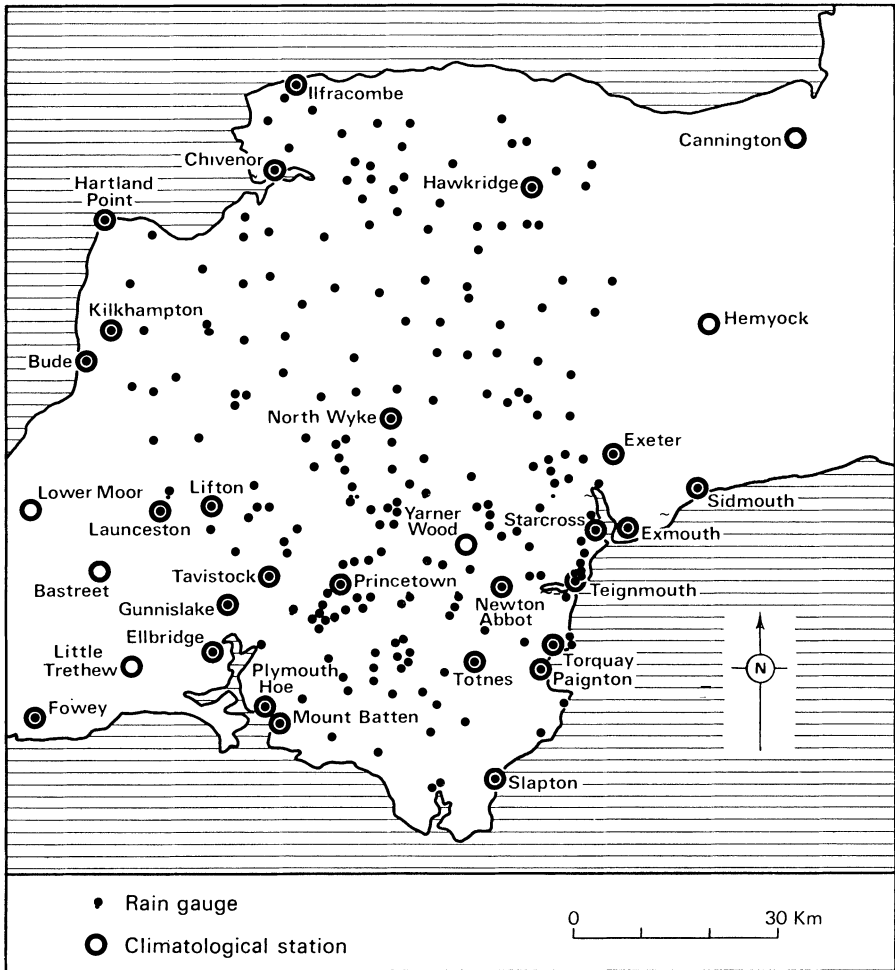 Ilfracombe
Cannington
Chivenor
Hawkridge
Hartland
Point
Kilkhampton
Hemyock
Bude
North Wyke
Exeter
Lower Moor
Lifton
Sidmouth
Launceston
Yarner
Wood
Starcross
Exmouth
Bastreet
Tavistock
Princetown
Teignmouth
Gunnislake
Newton
Abbot
Ellbridge
Little
Trethew
Plymouth
Hoe
Totnes
Torquay
Paignton
N
Fowey
Mount Batten
Slapton
Rain gauge
0 30 Km
Climatological station